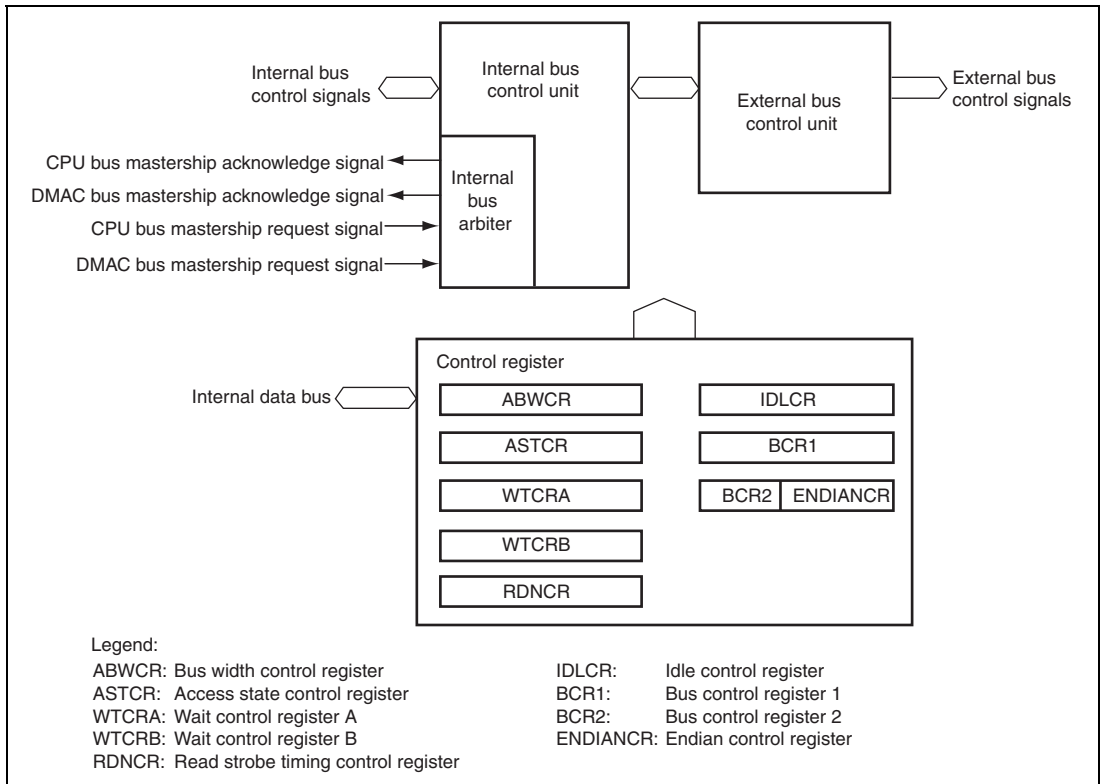 Internal bus
control signals
Internal bus
control unit
External bus
control unit
External bus
control signals
CPU bus mastership acknowledge signal
DMAC bus mastership acknowledge signal
CPU bus mastership request signal
DMAC bus mastership request signal
Internal
bus
arbiter
Internal data bus
Control register
ABWCR
ASTCR
WTCRA
WTCRB
RDNCR
IDLCR
BCR1
BCR2 ENDIANCR
Legend:
ABWCR: Bus width control register
ASTCR: Access state control register
WTCRA: Wait control register A
WTCRB: Wait control register B
RDNCR: Read strobe timing control register
IDLCR: Idle control register
BCR1: Bus control register 1
BCR2: Bus control register 2
ENDIANCR: Endian control register